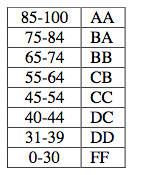 85-100 AA
75-84 BA
65-74 BB
55-64 CB
45-54 CC
40-44 DC
31-39 DD
0-30 FF